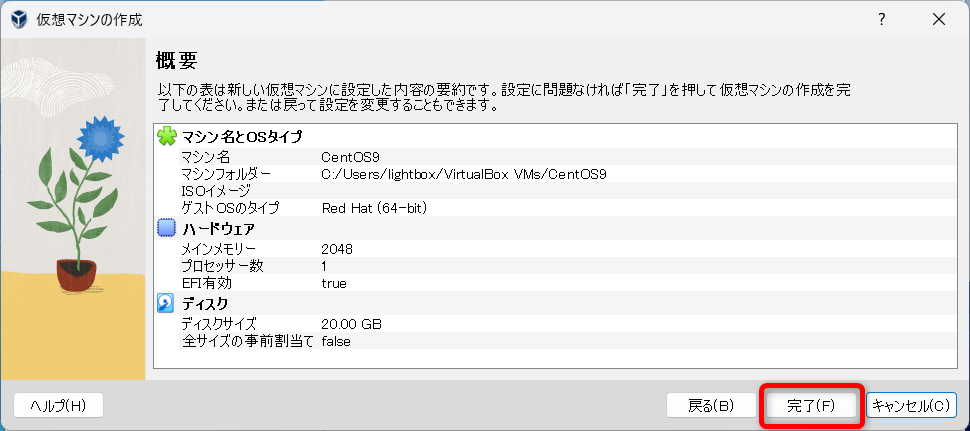 仮想マシンの作成
?
概要
以下の表は新しい仮想マシンに設定した内容の要約です。設定に問題なければ「完了」を押して仮想マシンの作成を完
了してください。または戻って設定を変更することもできます。
マシン名とOSタイプ
マシン名 CentOS9
マシンフォルダー C:/Users/lightbox/VirtualBox VMs/CentOS9
ISOイメージ
ゲストOSのタイプ Red Hat (64-bit)
ハードウェア
メインメモリー 2048
プロセッサー数 1
EFI有効 true
ディスク
ディスクサイズ 20.00 GB
全サイズの事前割当て false
ヘルプ(H) 戻る(B) 完了(F) キャンセル(C)